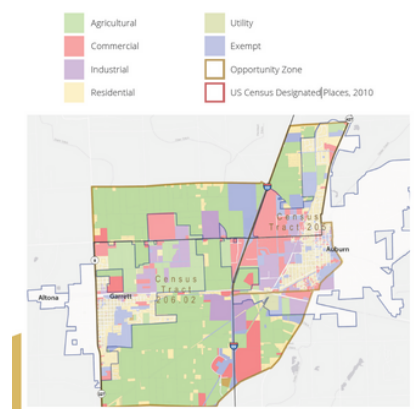 Agricultural
Utility
Commercial
Exempt
Industrial
Opportunity Zone
Residential
US Census Designated Places, 2010
Census
Tract 205
Auburn
Census
Tract
206.02
Altona
Garrett